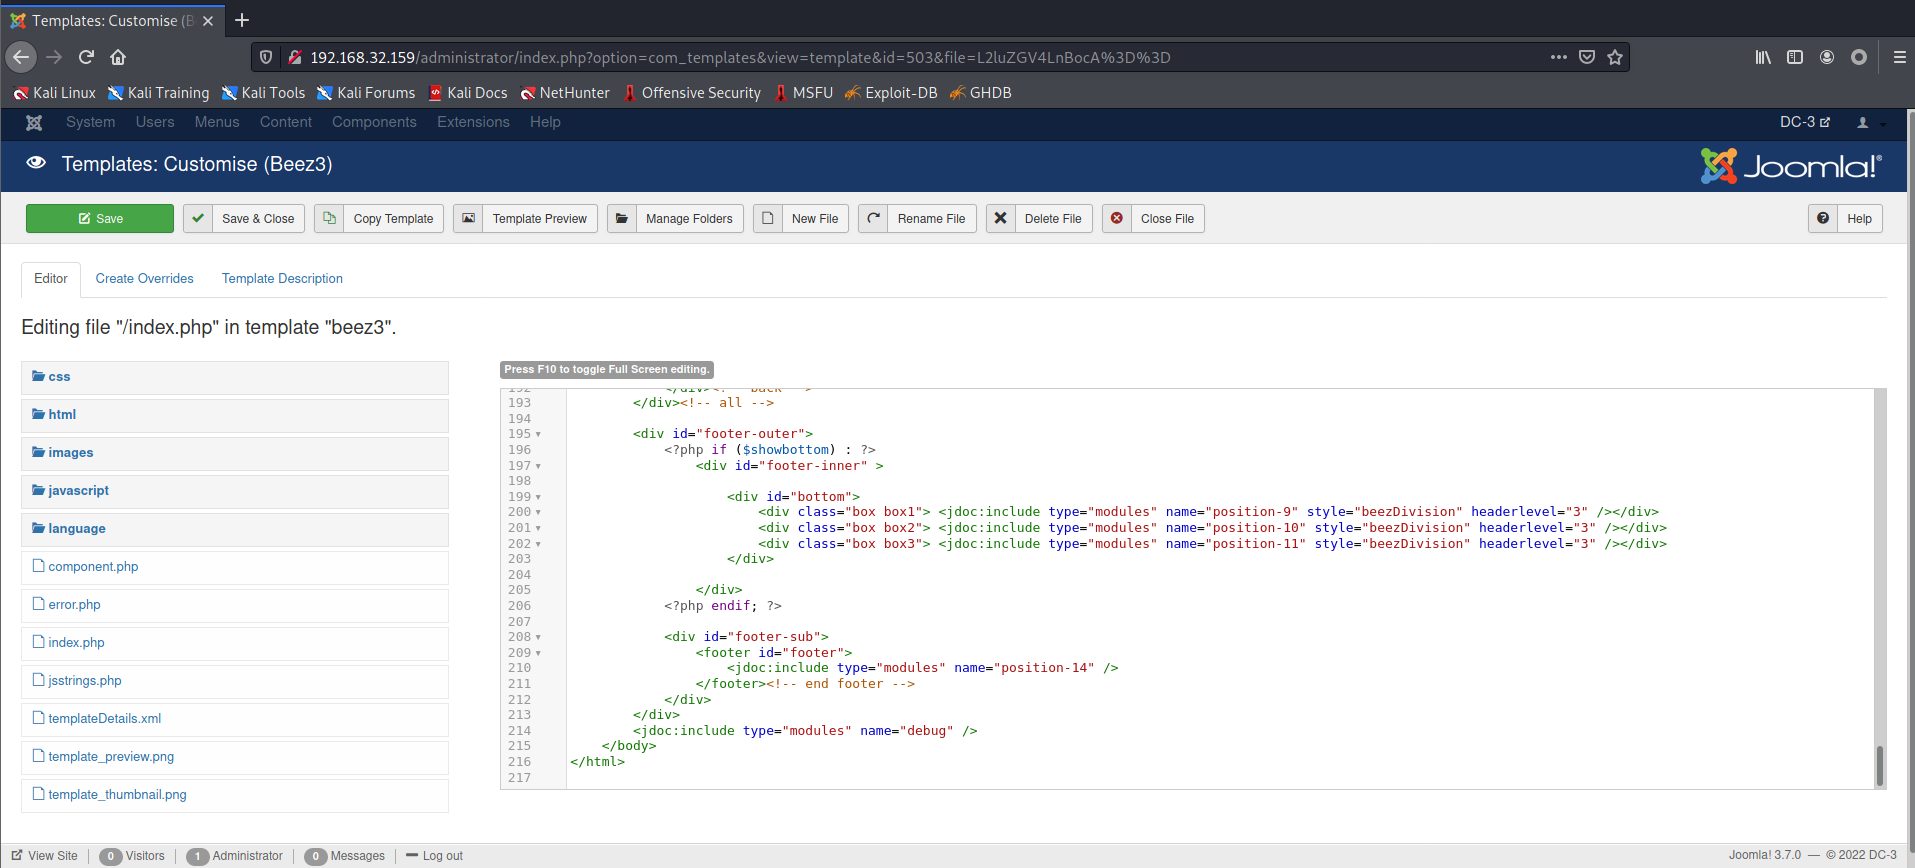 Templates: Customise (B
192.168.32.159/administrator/index.php?option=com_templates&view=template&id=503&file=L2luZGV4LnBocA%3D%3D
Kali Linux Kali Training Kali Tools Kali Forums Kali Docs NetHunter Offensive Security MSFU Exploit-DB GHDB
System Users Menus Content Components Extensions Help DC-3
Templates: Customise (Beez3) Joomla!®
Save Save & Close Copy Template Template Preview Manage Folders New File Rename File Delete File Close File Help
Editor Create Overrides Template Description
Editing file "/index.php" in template "beez3".
css
html
images
javascript
language
component.php
error.php
index.php
jsstrings.php
templateDetails.xml
template_preview.png
template_thumbnail.png
Press F10 to toggle Full Screen editing.
192 </div><!-- back -->
193 </div><!-- all -->
194
195 <div id="footer-outer">
196 <?php if ($showbottom) : ?>
197 <div id="footer-inner" >
198
199 <div id="bottom">
200 <div class="box box1"> <jdoc:include type="modules" name="position-9" style="beezDivision" headerlevel="3" /></div>
201 <div class="box box2"> <jdoc:include type="modules" name="position-10" style="beezDivision" headerlevel="3" /></div>
202 <div class="box box3"> <jdoc:include type="modules" name="position-11" style="beezDivision" headerlevel="3" /></div>
203 </div>
204
205 </div>
206 <?php endif; ?>
207
208 <div id="footer-sub">
209 <footer id="footer">
210 <jdoc:include type="modules" name="position-14" />
211 </footer><!-- end footer -->
212 </div>
213 </div>
214 <jdoc:include type="modules" name="debug" />
215 </body>
216 </html>
217
View Site 0 Visitors 1 Administrator 0 Messages Log out Joomla! 3.7.0 — © 2022 DC-3